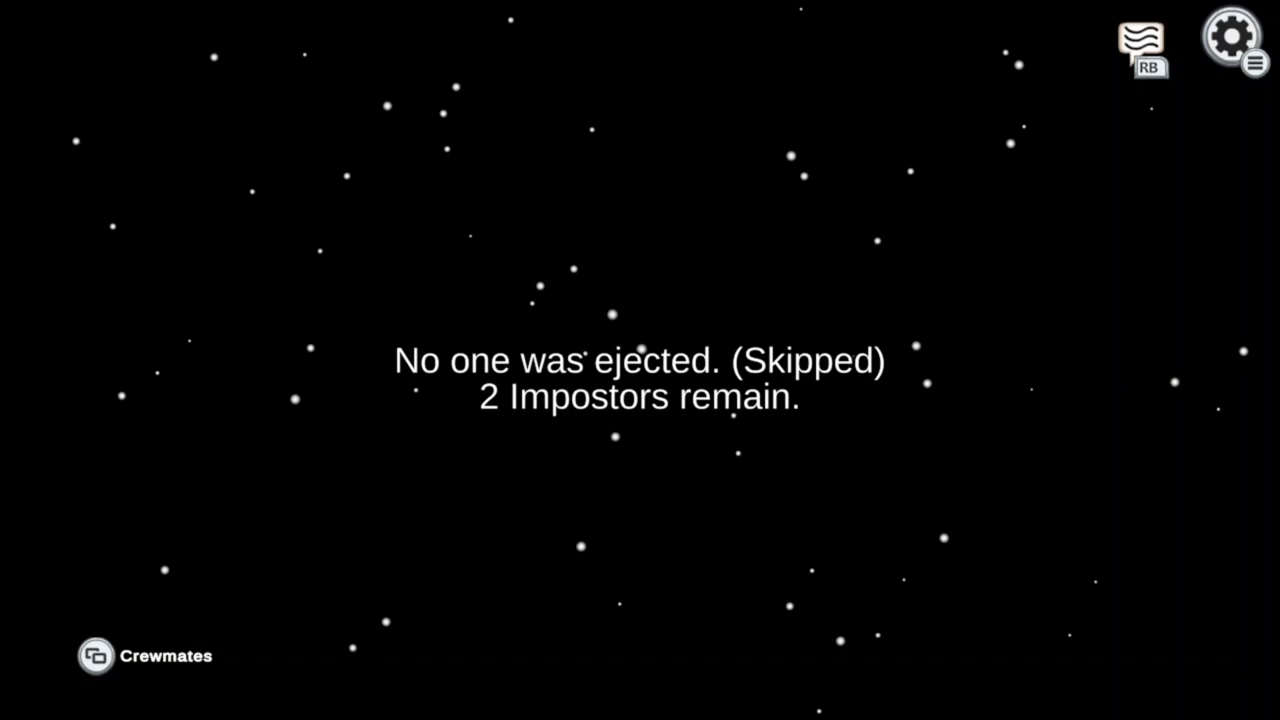 RB
No one was ejected. (Skipped)
2 Impostors remain.
Crewmates